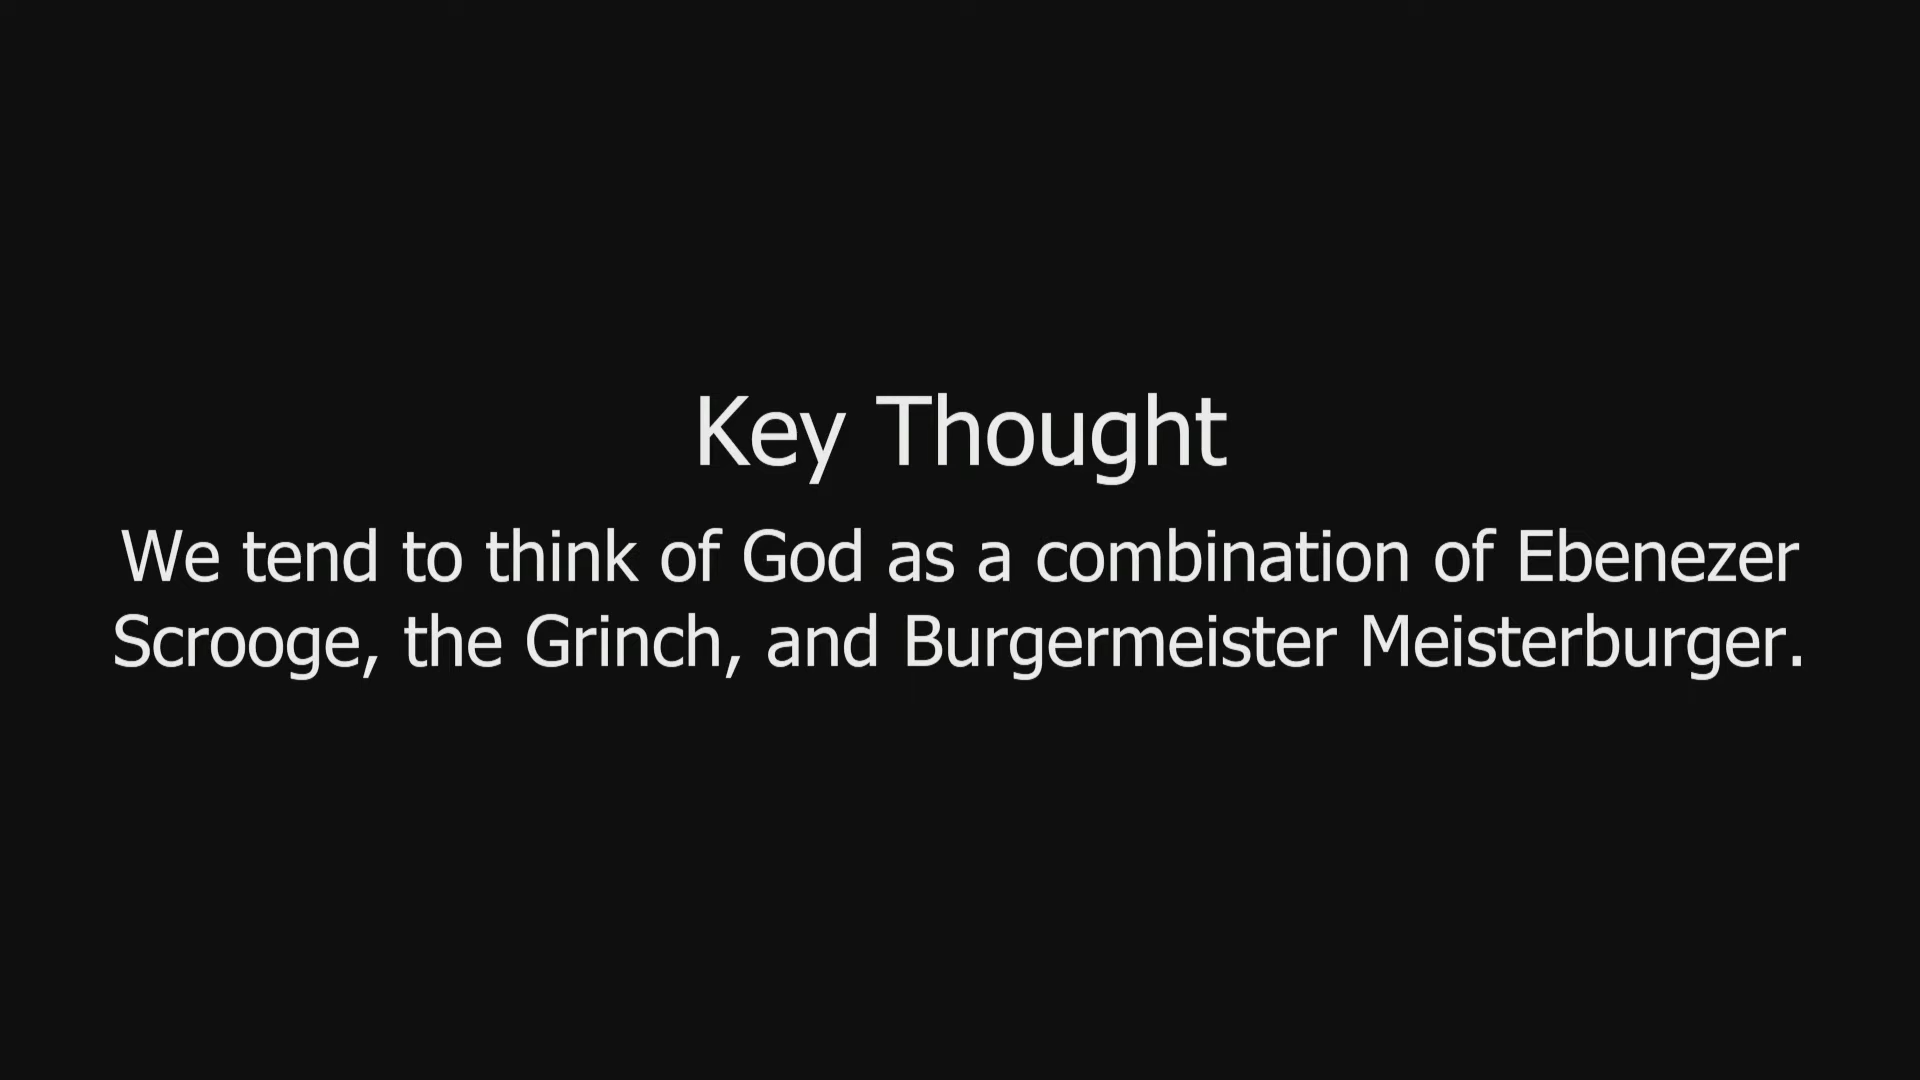 Key Thought
We tend to think of God as a combination of Ebenezer
Scrooge, the Grinch, and Burgermeister Meisterburger.